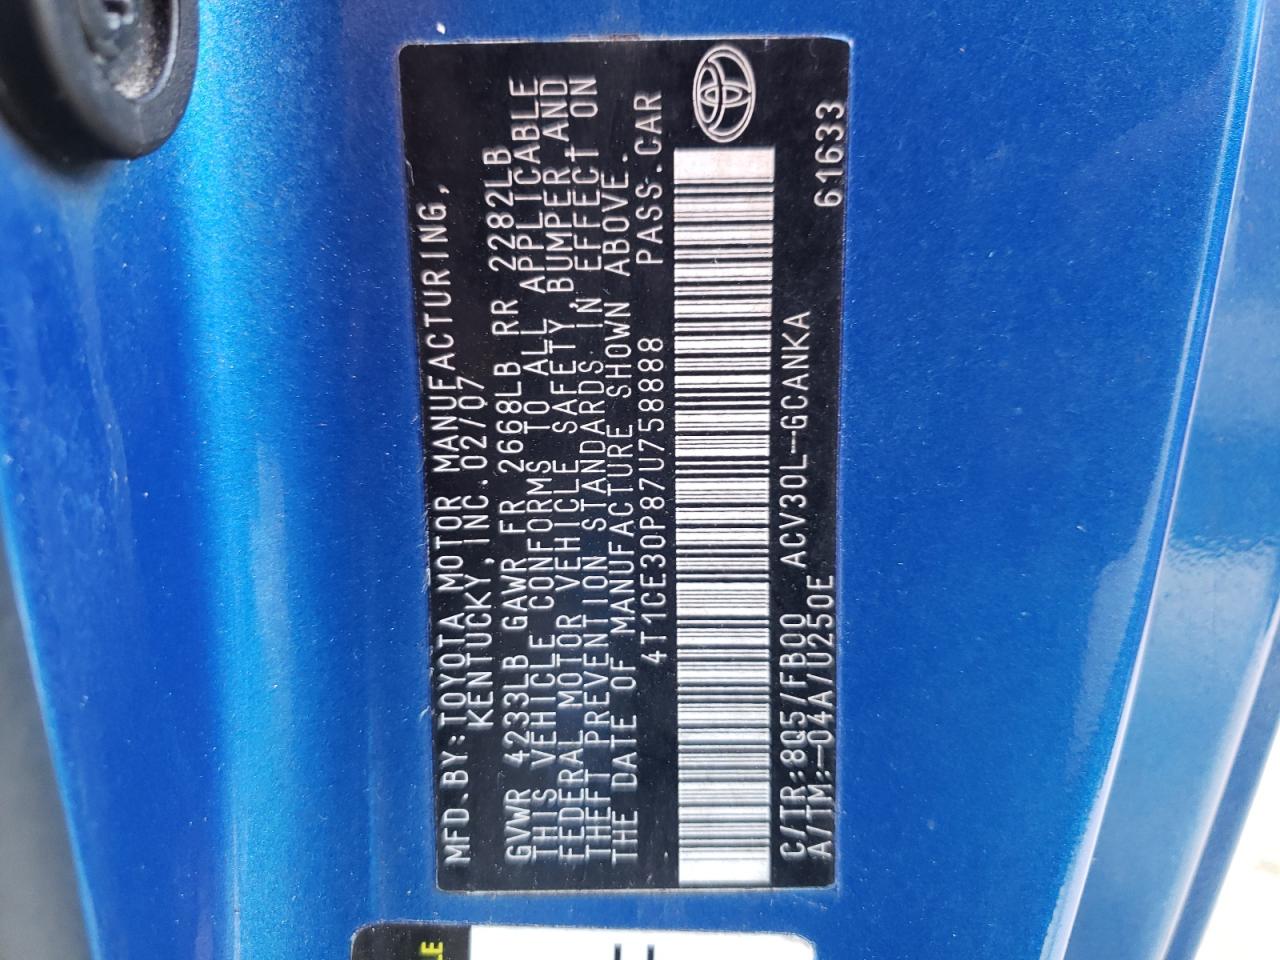 MFD.BY:TOYOTA MOTOR MANUFACTURING,
KENTUCKY,INC.02/07
GVWR 4233LB GAWR FR 2668LB RR 2282LB
THIS VEHICLE CONFORMS TO ALL APPLICABLE
FEDERAL MOTOR VEHICLE SAFETY,BUMPER,AND
THEFT PREVENTION STANDARDS IN EFFECT ON
THE DATE OF MANUFACTURE SHOWN ABOVE.
4T1CE30P87U758888 PASS.CAR
C/TR:8Q5/FB00 ACV30L-GCANKA
A/TM:-04A/U250E 61633